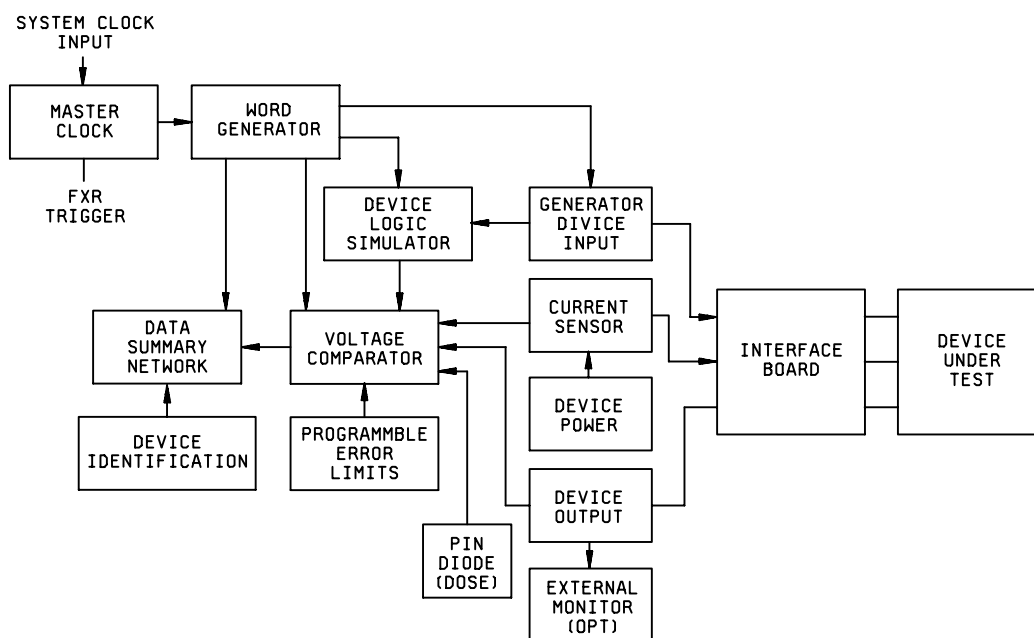 SYSTEM CLOCK
INPUT
MASTER
CLOCK
FXR
TRIGGER
WORD
GENERATOR
DEVICE
LOGIC
SIMULATOR
GENERATOR
DIVICE
INPUT
CURRENT
SENSOR
DATA
SUMMARY
NETWORK
VOLTAGE
COMPARATOR
INTERFACE
BOARD
DEVICE
UNDER
TEST
DEVICE
POWER
DEVICE
IDENTIFICATION
PROGRAMMBLE
ERROR
LIMITS
DEVICE
OUTPUT
PIN
DIODE
(DOSE)
EXTERNAL
MONITOR
(OPT)